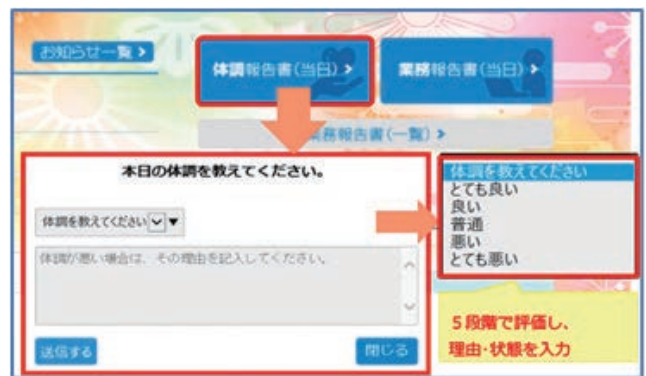 お知らせ一覧 >
体調報告書(当日) >
業務報告書(当日) >
業務報告書(一覧) >
本日の体調を教えてください。
体調を教えてください
体調が悪い場合は、その理由を記入してください。
送信する
閉じる
体調を教えてください
とても良い
良い
普通
悪い
とても悪い
5段階で評価し、
理由・状態を入力